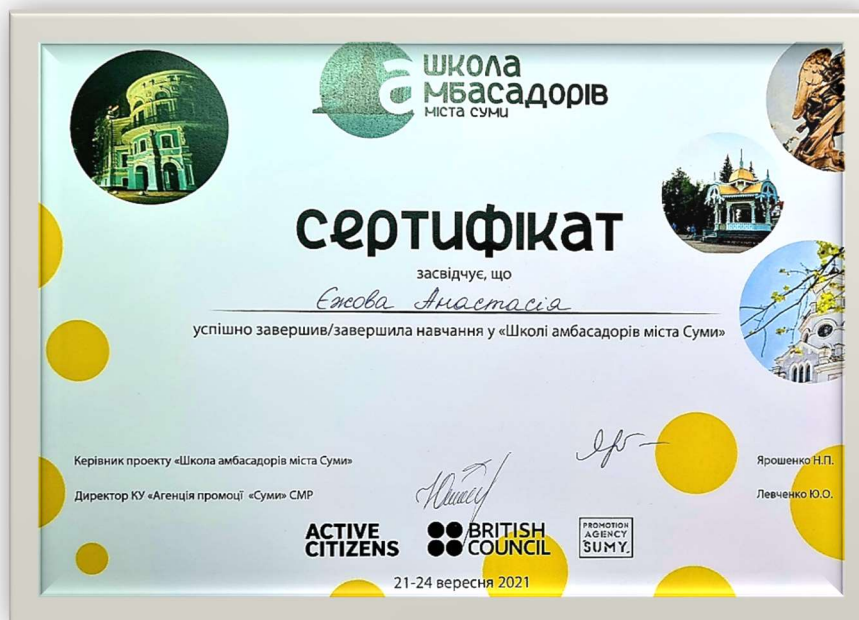 школа
амбасадорів
міста суми
сертифікат
засвідчує, що
Єжова Анастасія
успішно завершив/завершила навчання у «Школі амбасадорів міста Суми»
Керівник проекту «Школа амбасадорів міста Суми»
Ярошенко Н.П.
Директор КУ «Агенція промоції «Суми» СМР
Левченко Ю.О.
ACTIVE
CITIZENS
BRITISH
COUNCIL
PROMOTION
AGENCY
SUMY
21-24 вересня 2021